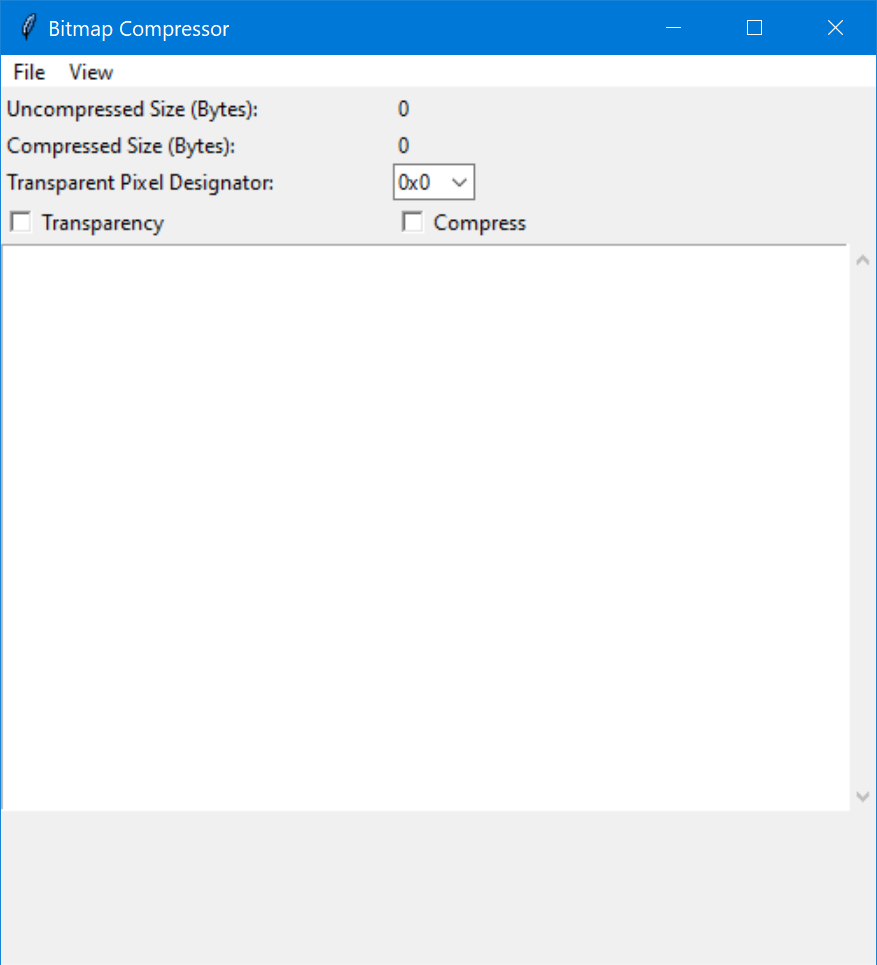 Bitmap Compressor
File View
Uncompressed Size (Bytes): 0
Compressed Size (Bytes): 0
Transparent Pixel Designator: 0x0
Transparency Compress